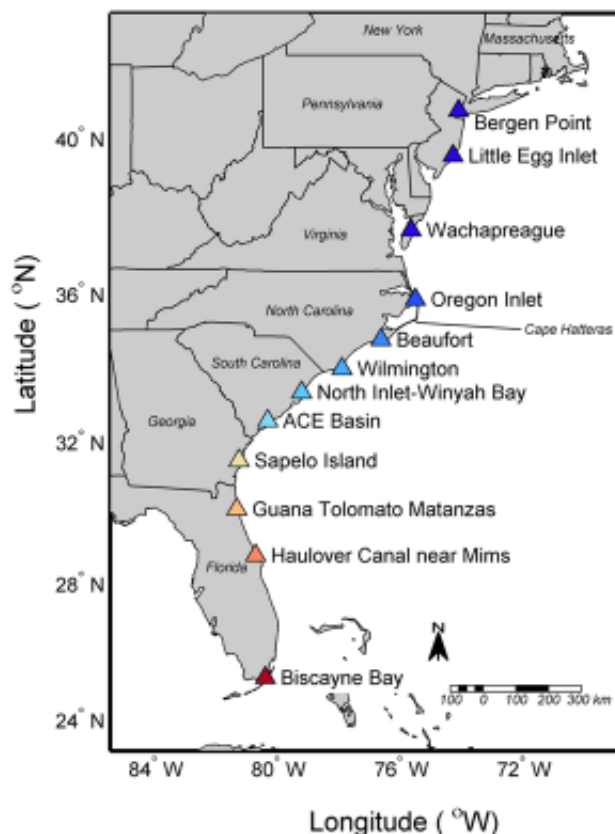 New York
Massachusetts
Pennsylvania
Bergen Point
40° N
Little Egg Inlet
Virginia
Wachapreague
36° N
Oregon Inlet
North Carolina
Cape Hatteras
Beaufort
South Carolina
Wilmington
North Inlet-Winyah Bay
Georgia
ACE Basin
32° N
Sapelo Island
Guana Tolomato Matanzas
Haulover Canal near Mims
Florida
28° N
N
Biscayne Bay
100 0 100 200 300 km
24° N
84° W 80° W 76° W 72° W
Latitude ( °N)
Longitude ( °W)